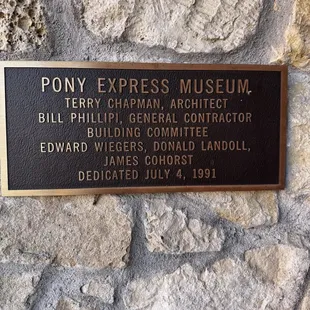 PONY EXPRESS MUSEUM
TERRY CHAPMAN, ARCHITECT
BILL PHILLIPI, GENERAL CONTRACTOR
BUILDING COMMITTEE
EDWARD WIEGERS, DONALD LANDOLL,
JAMES COHORST
DEDICATED JULY 4, 1991